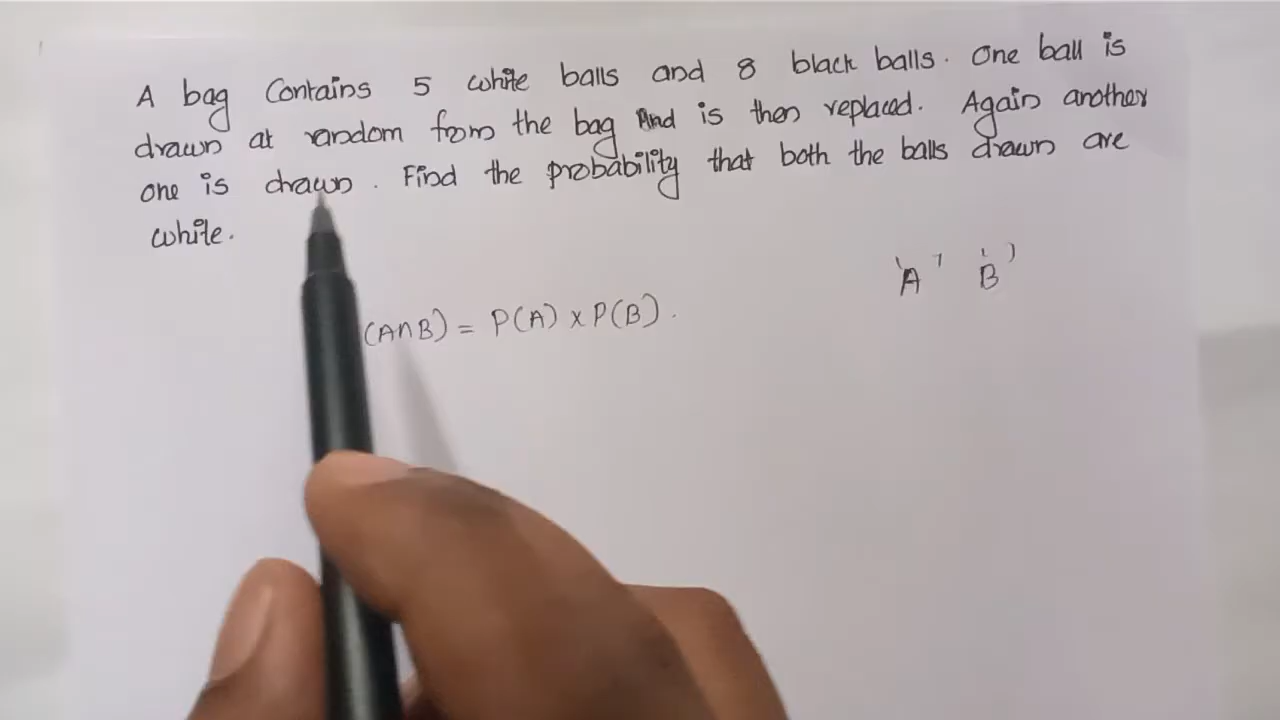 A bag Contains 5 white balls and 8 black balls. One ball is
drawn at random from the bag And is then replaced. Again another
one is drawn. Find the probability that both the balls drawn are
white.
'A' 'B'
(A∩B) = P(A) x P(B).